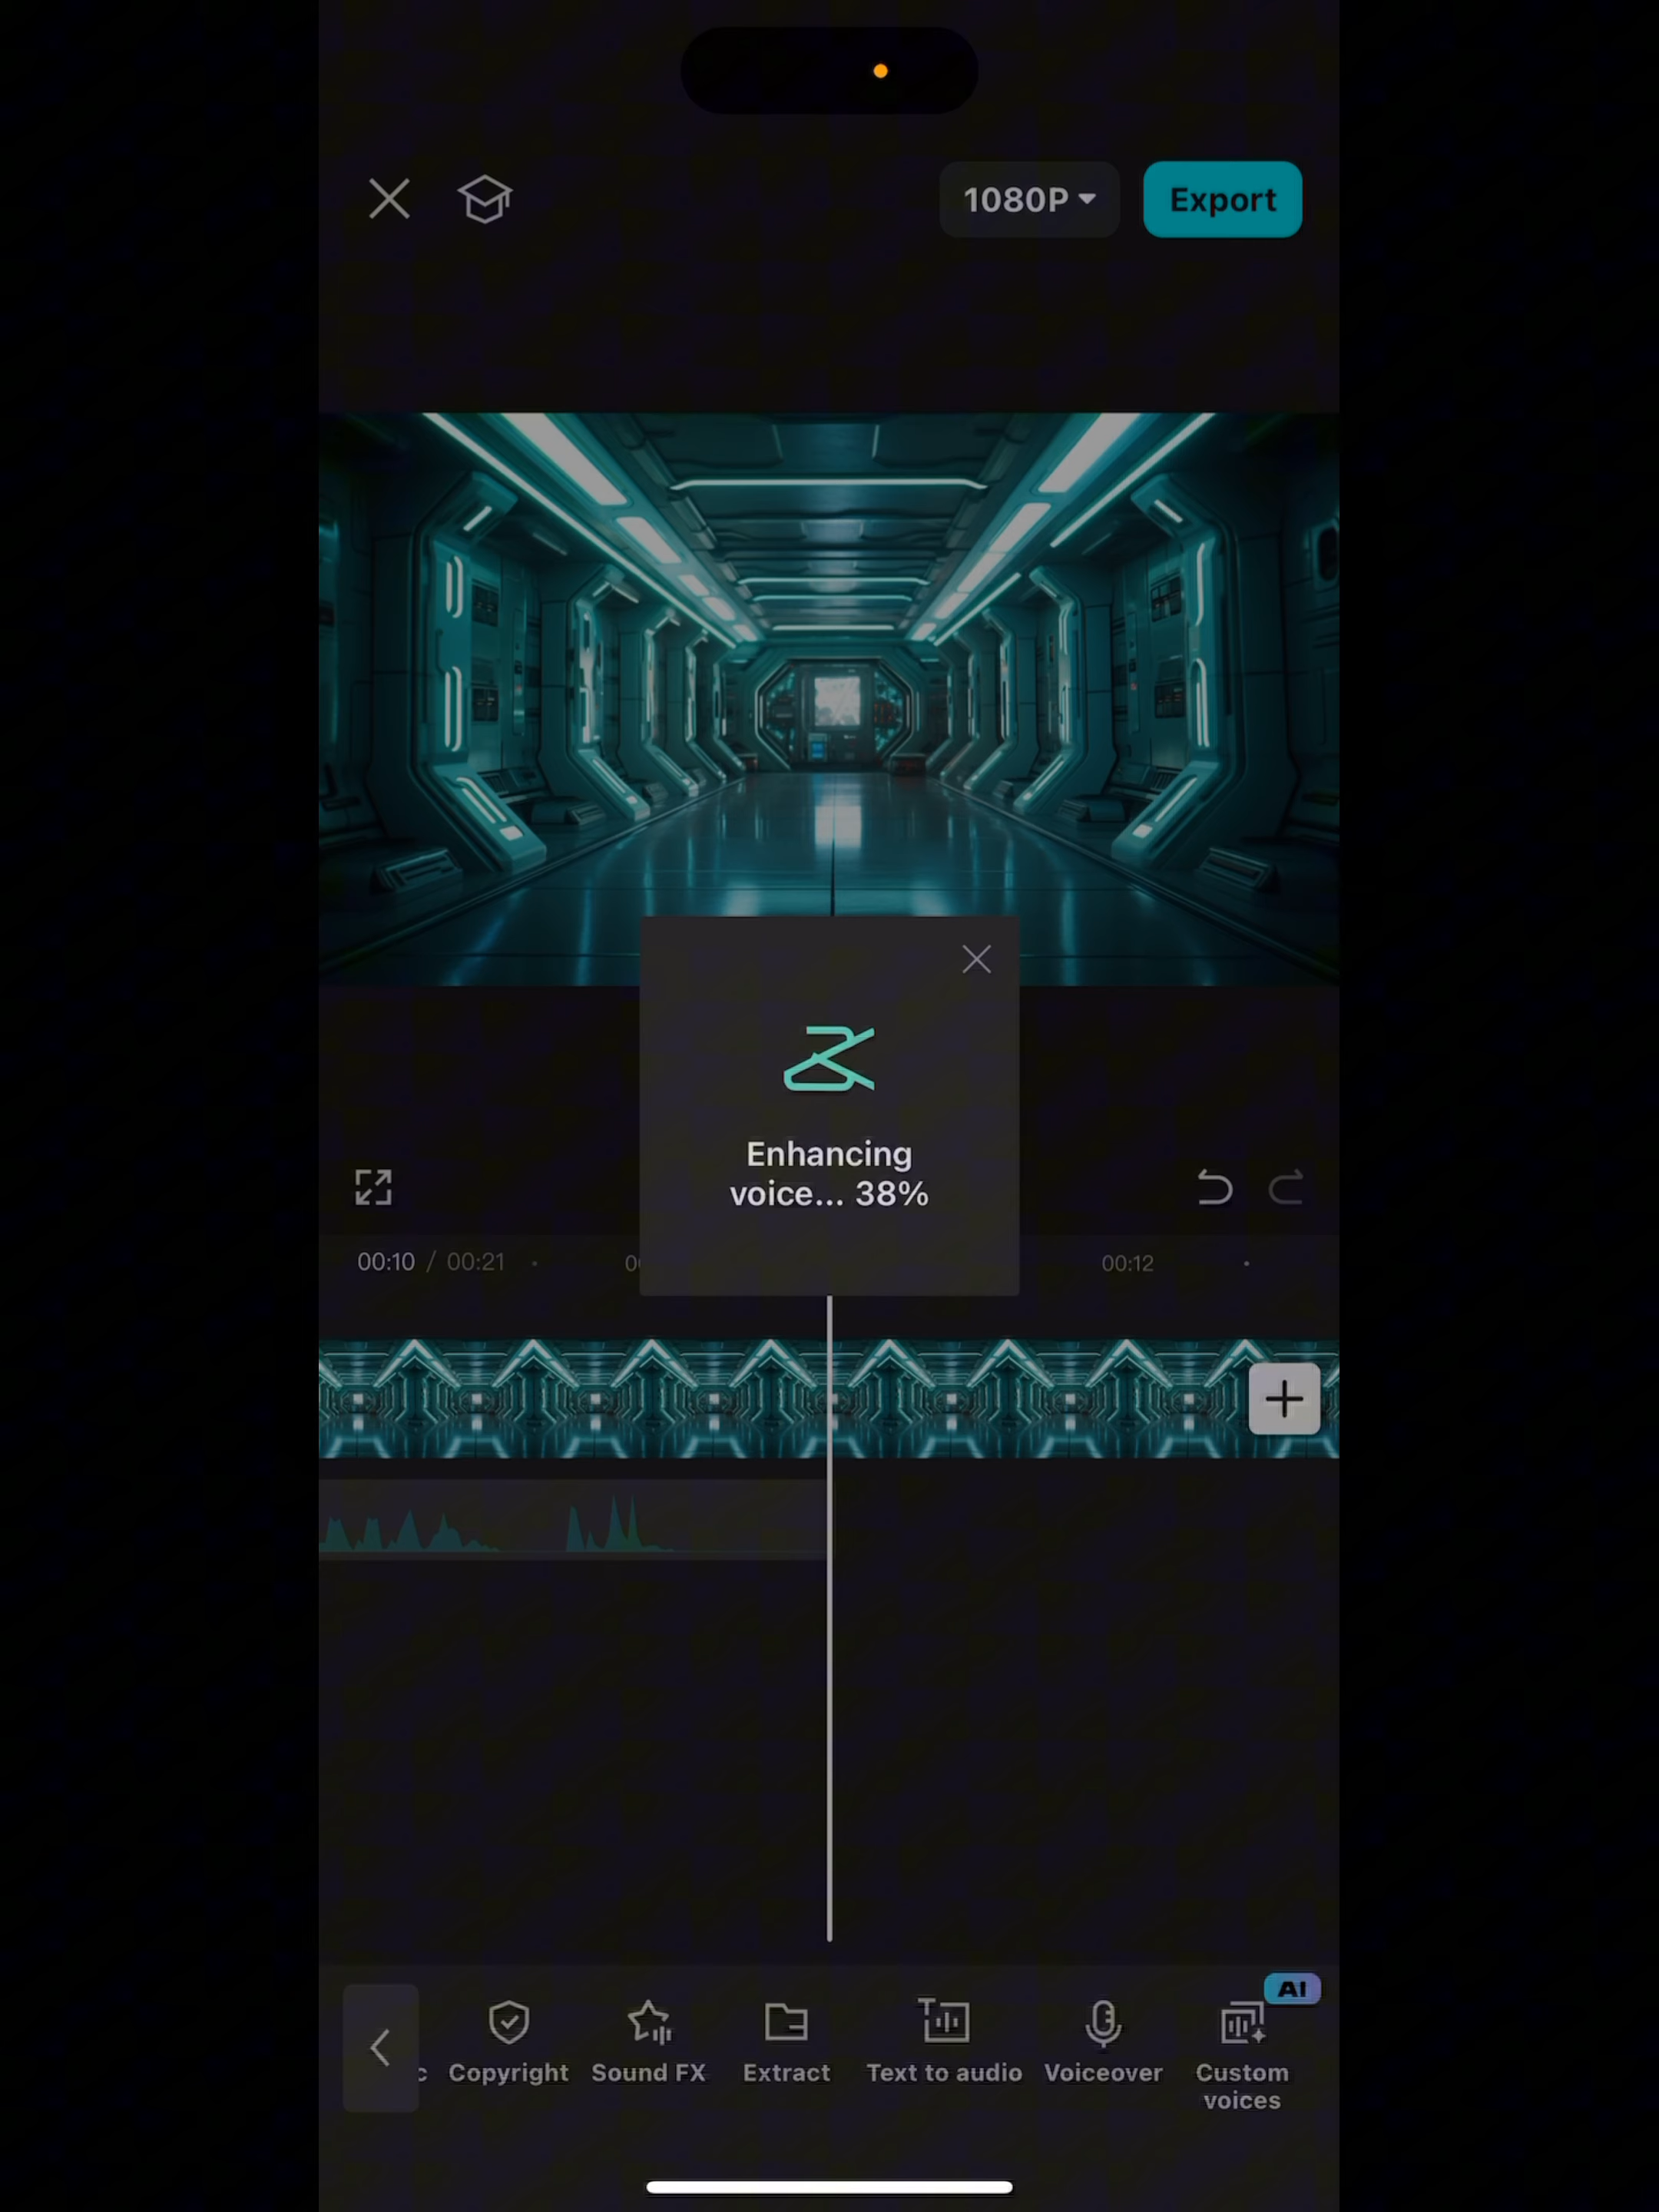 1080P
Export
Enhancing
voice... 38%
00:10 / 00:21
00:12
Copyright
Sound FX
Extract
Text to audio
Voiceover
AI
Custom
voices